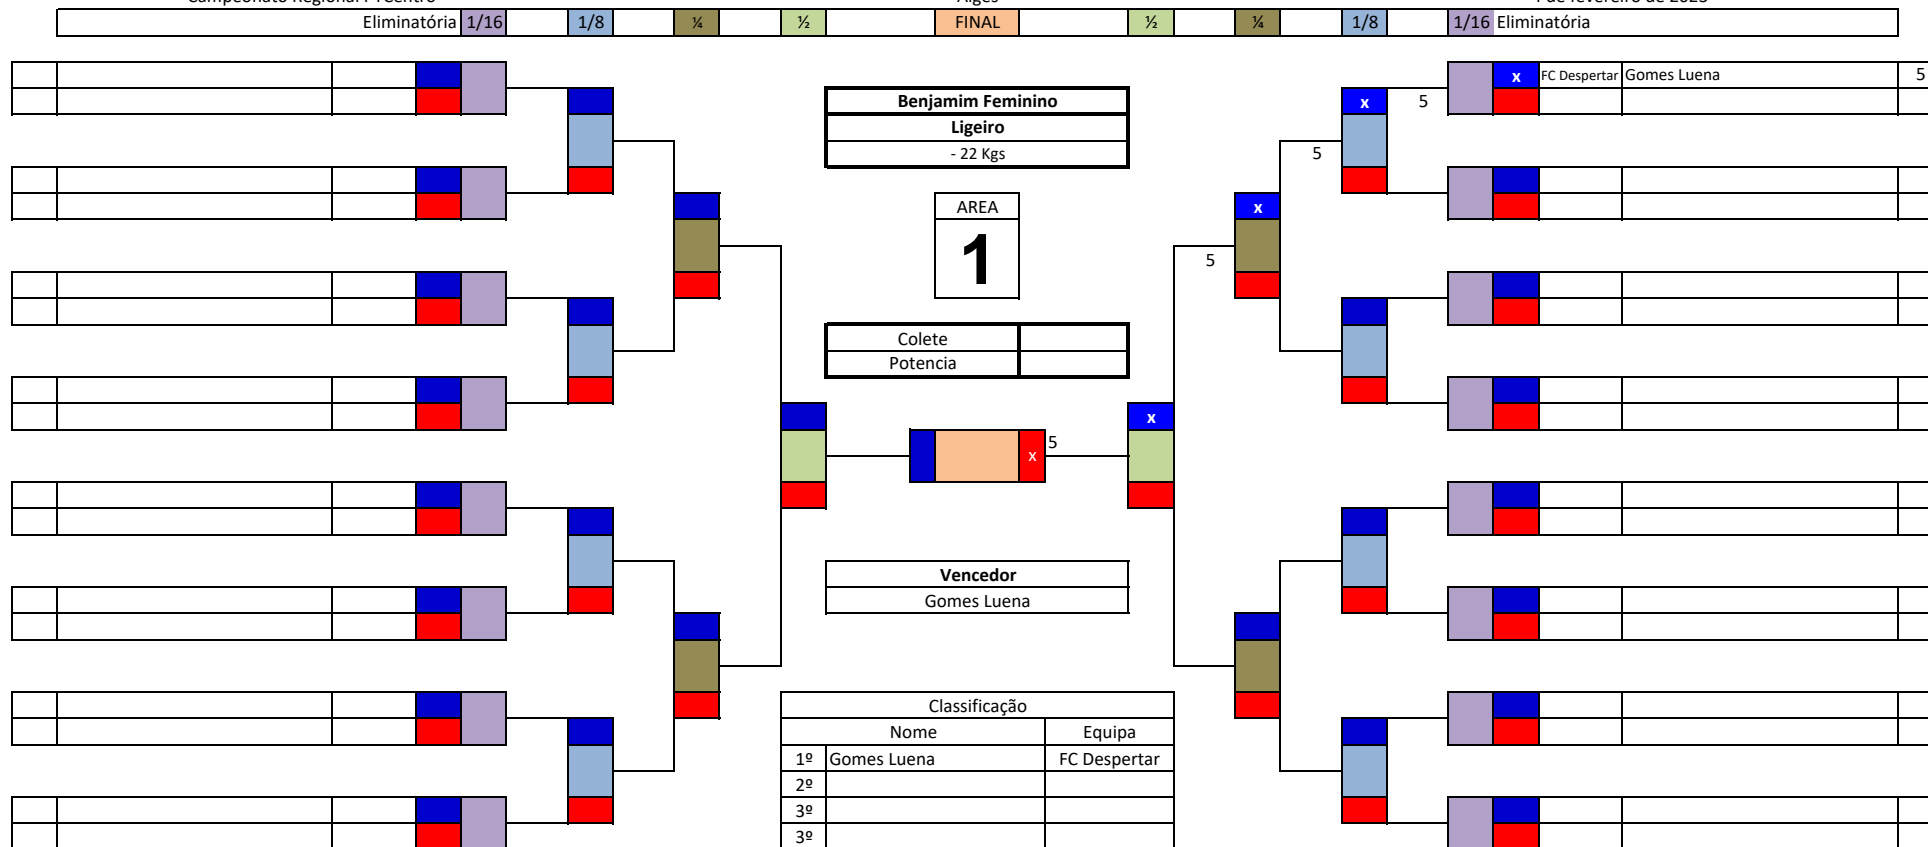 Campeonato Regional
Eliminatória 1/16 1/8 ¼ ½ FINAL ½ ¼ 1/8 1/16 Eliminatória
x FC Despertar Gomes Luena 5
Benjamim Feminino x 5
Ligeiro
- 22 Kgs 5
AREA x
1
5
Colete
Potencia
x
5
x
Vencedor
Gomes Luena
Classificação
Nome Equipa
1º Gomes Luena FC Despertar
2º
3º
3º